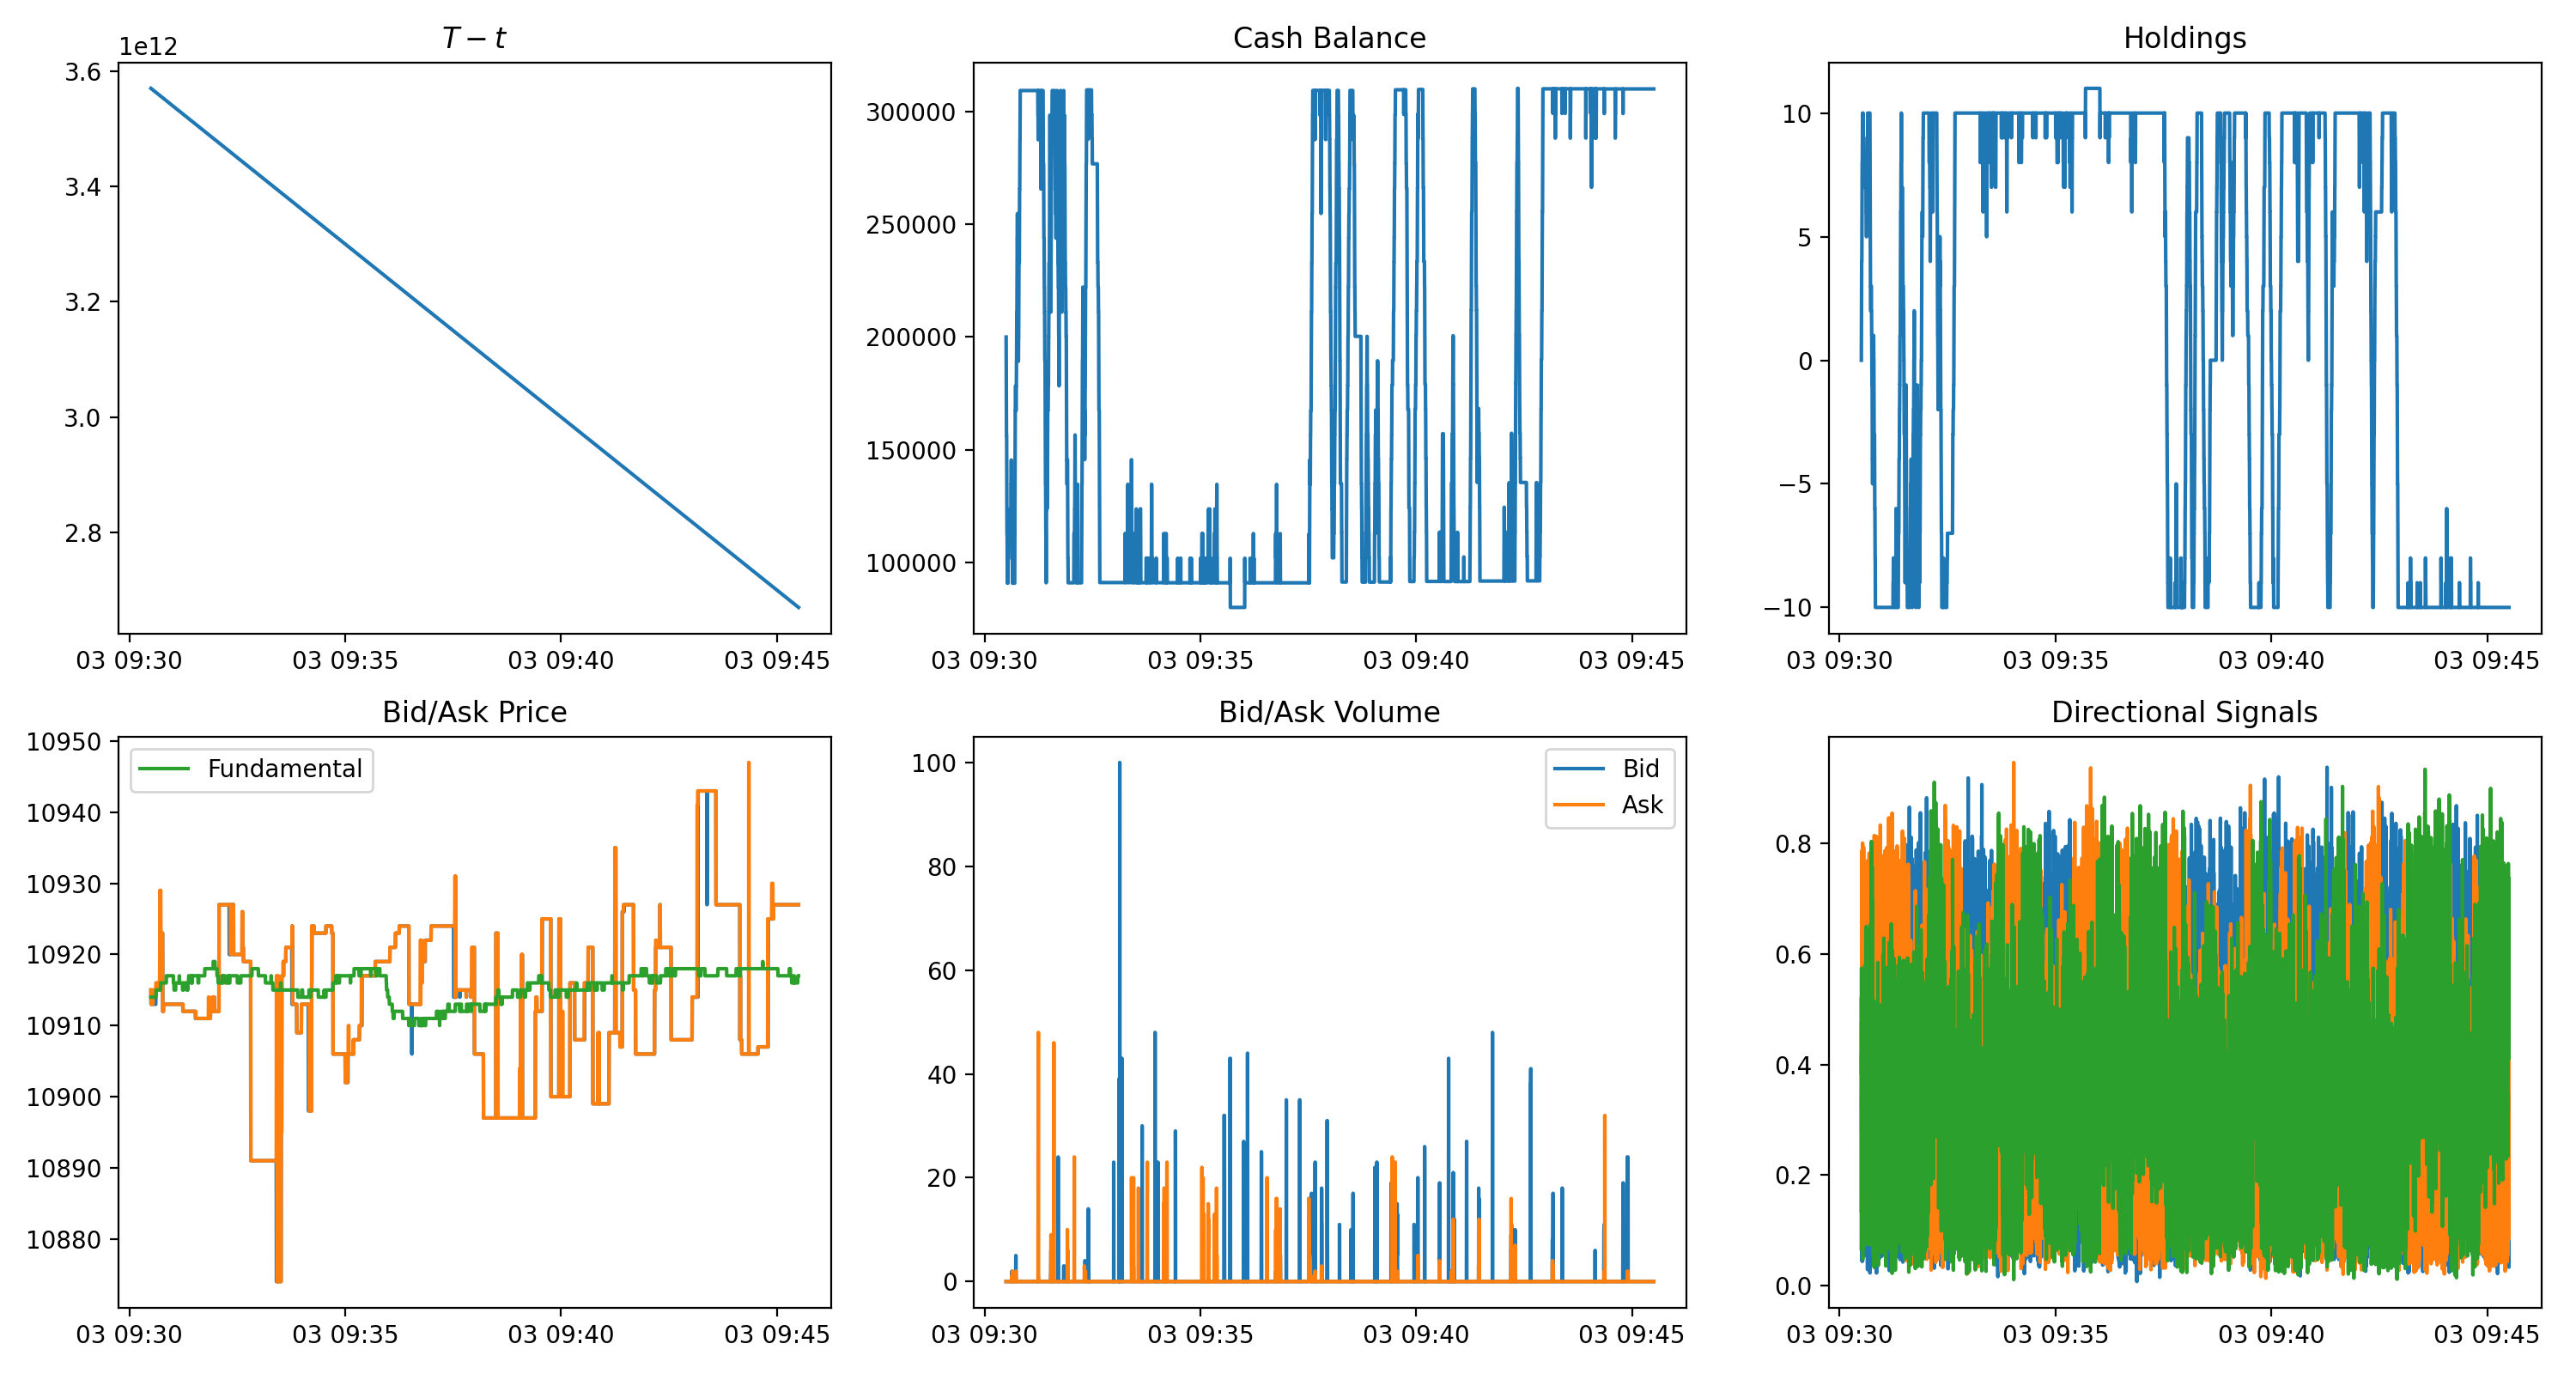 T − t
1e12
3.6
3.4
3.2
3.0
2.8
03 09:30 03 09:35 03 09:40 03 09:45
Cash Balance
300000
250000
200000
150000
100000
03 09:30 03 09:35 03 09:40 03 09:45
Holdings
10
5
0
−5
−10
03 09:30 03 09:35 03 09:40 03 09:45
Bid/Ask Price
Fundamental
10950
10940
10930
10920
10910
10900
10890
10880
03 09:30 03 09:35 03 09:40 03 09:45
Bid/Ask Volume
Bid
Ask
100
80
60
40
20
0
03 09:30 03 09:35 03 09:40 03 09:45
Directional Signals
0.8
0.6
0.4
0.2
0.0
03 09:30 03 09:35 03 09:40 03 09:45